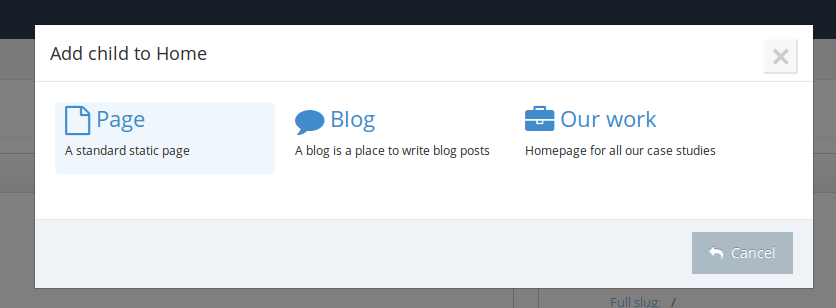 Add child to Home
Page
A standard static page
Blog
A blog is a place to write blog posts
Our work
Homepage for all our case studies
Cancel
Full slug: /